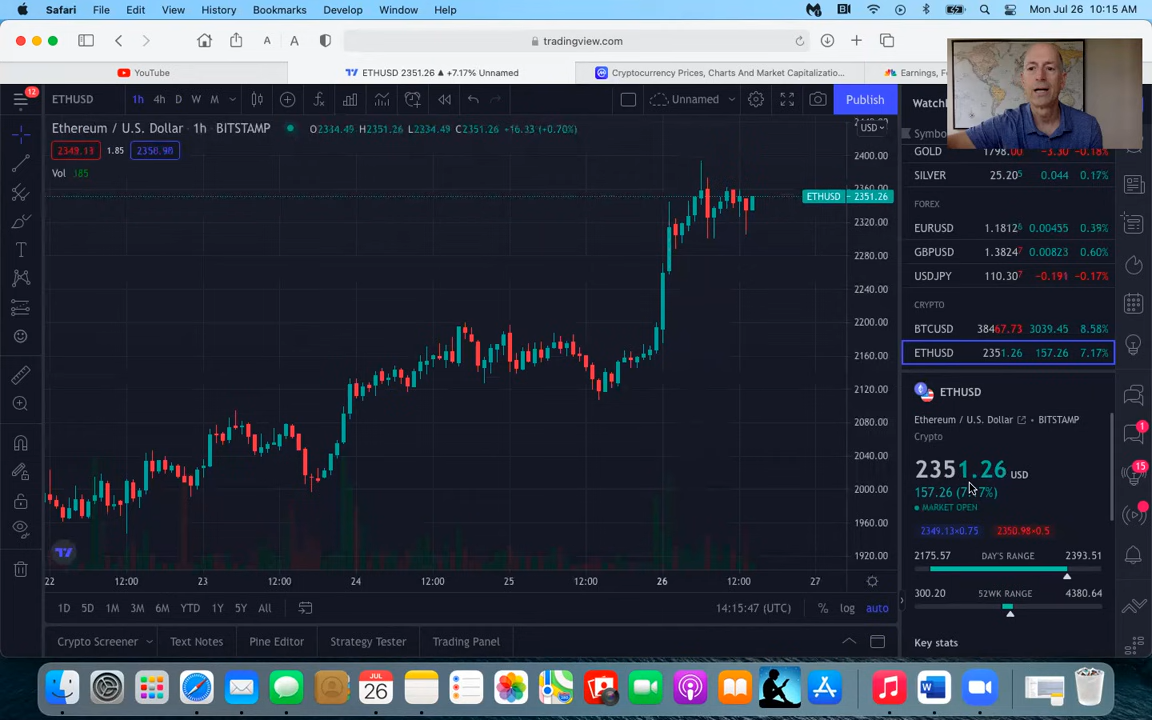 Safari File Edit View History Bookmarks Develop Window Help Mon Jul 26 10:15 AM
A A tradingview.com
YouTube ETHUSD 2351.26 ▲ +7.17% Unnamed Cryptocurrency Prices, Charts And Market Capitalizatio... Earnings, F
12 ETHUSD 1h 4h D W M Unnamed Publish Watchl
Ethereum / U.S. Dollar · 1h · BITSTAMP O2334.49 H2351.26 L2334.49 C2351.26 +16.33 (+0.70%) USD
2349.13 1.85 2350.98
Vol 385
2400.00
2360.00
ETHUSD 2351.26
2320.00
2280.00
2240.00
2200.00
2160.00
2120.00
2080.00
2040.00
2000.00
1960.00
1920.00
22 12:00 23 12:00 24 12:00 25 12:00 26 12:00 27
1D 5D 1M 3M 6M YTD 1Y 5Y All 14:15:47 (UTC) % log auto
Crypto Screener Text Notes Pine Editor Strategy Tester Trading Panel
Symbo
GOLD 1798.00 −3.30 −0.18%
SILVER 25.205 0.044 0.17%
FOREX
EURUSD 1.18126 0.00455 0.39%
GBPUSD 1.38247 0.00823 0.60%
USDJPY 110.307 −0.191 −0.17%
CRYPTO
BTCUSD 38467.73 3039.45 8.58%
ETHUSD 2351.26 157.26 7.17%
ETHUSD
Ethereum / U.S. Dollar • BITSTAMP
Crypto
2351.26 USD
157.26 (7.17%)
MARKET OPEN
2349.13×0.75 2350.98×0.5
2175.57 DAY'S RANGE 2393.51
300.20 52WK RANGE 4380.64
Key stats
1
15
JUL
26